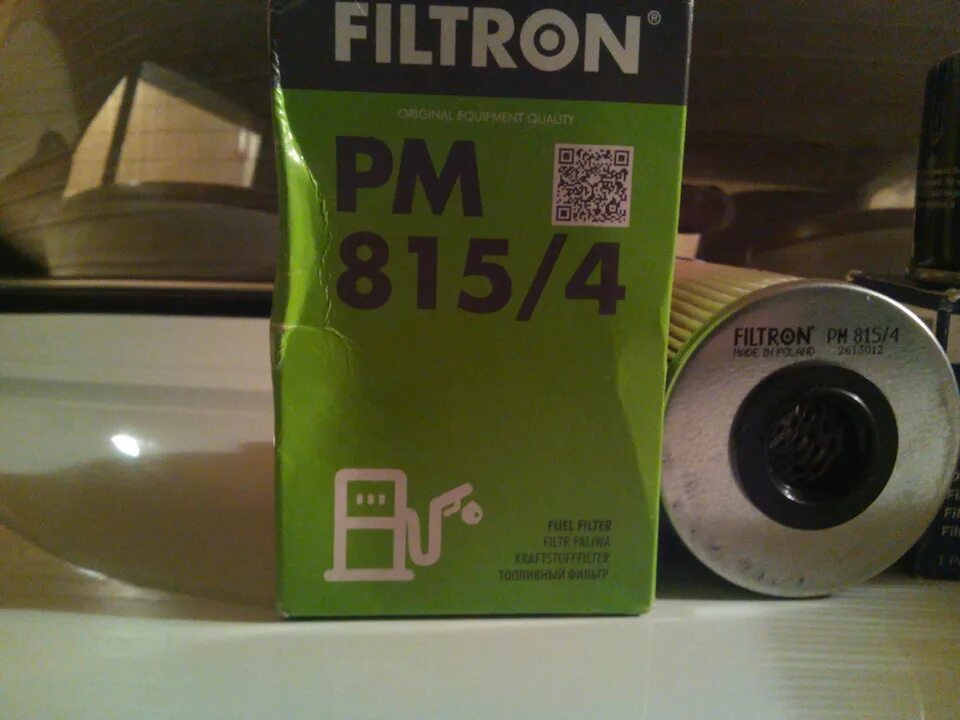 FILTRON®
ORIGINAL EQUIPMENT QUALITY
PM
815/4
FUEL FILTER
FILTR PALIWA
KRAFTSTOFFFILTER
ТОПЛИВНЫЙ ФИЛЬТР
FILTRON® PM 815/4
MADE IN POLAND 2613012